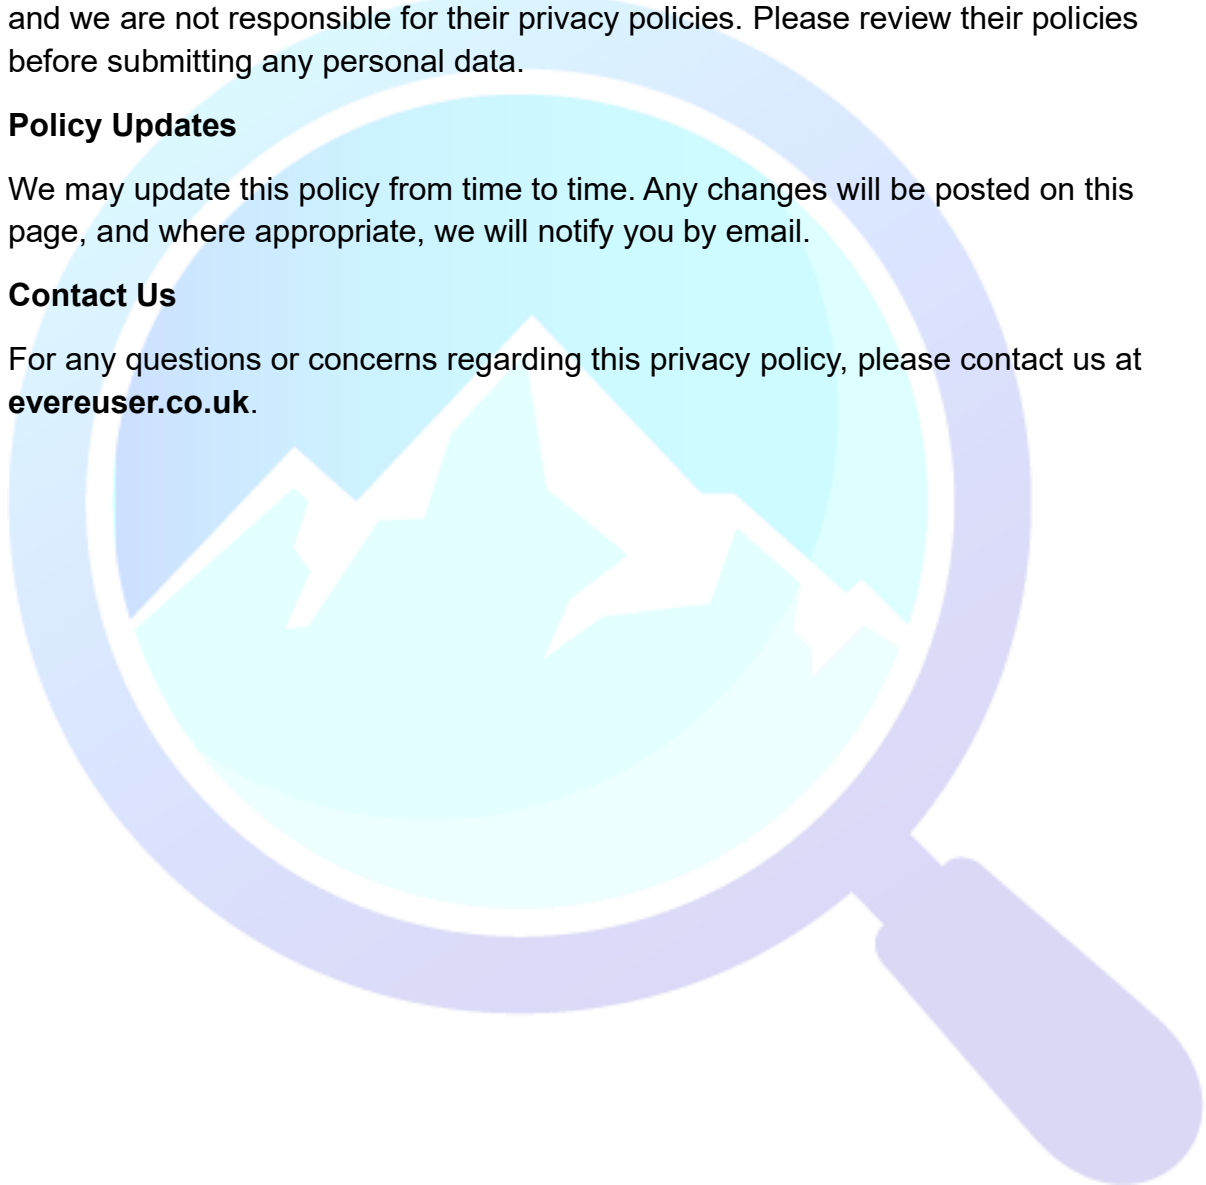 and we are not responsible for their privacy policies. Please review their policies
before submitting any personal data.
Policy Updates
We may update this policy from time to time. Any changes will be posted on this
page, and where appropriate, we will notify you by email.
Contact Us
For any questions or concerns regarding this privacy policy, please contact us at
evereuser.co.uk.